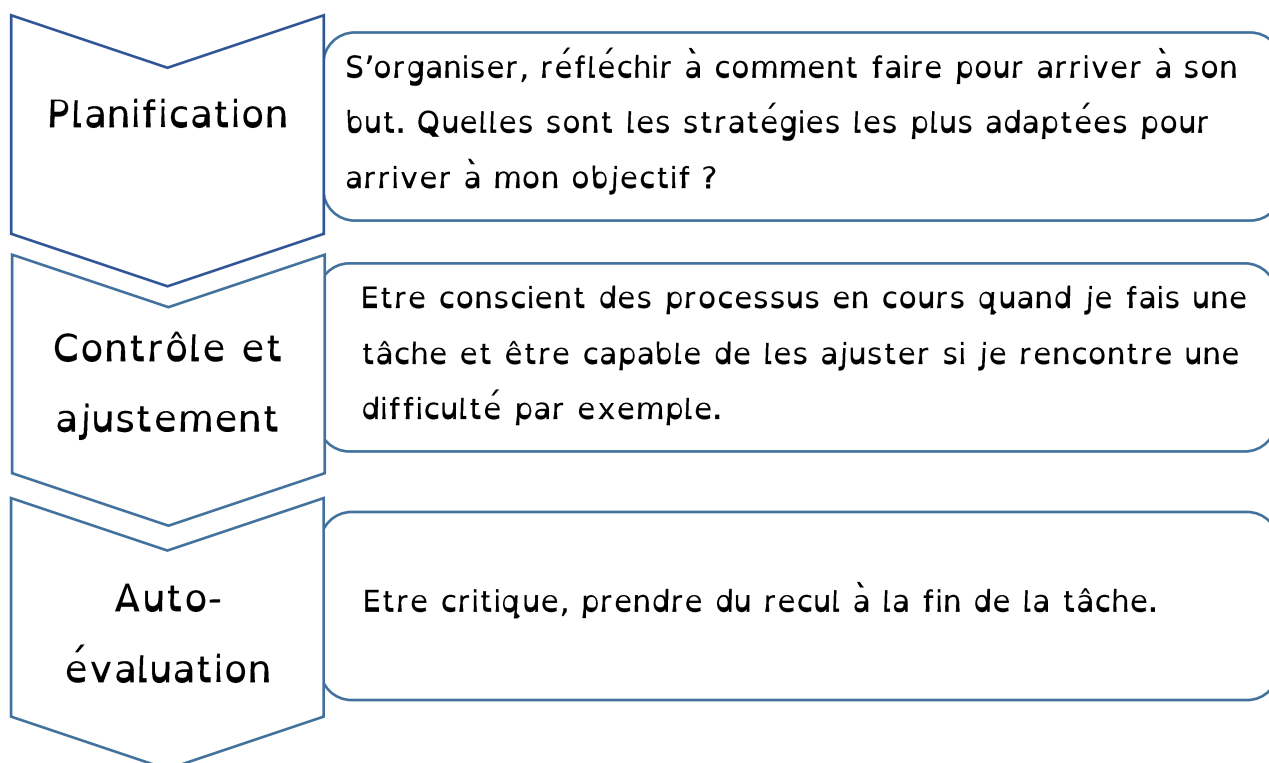 Planification
S'organiser, réfléchir à comment faire pour arriver à son
but. Quelles sont les stratégies les plus adaptées pour
arriver à mon objectif ?
Contrôle et
ajustement
Etre conscient des processus en cours quand je fais une
tâche et être capable de les ajuster si je rencontre une
difficulté par exemple.
Auto-
évaluation
Etre critique, prendre du recul à la fin de la tâche.